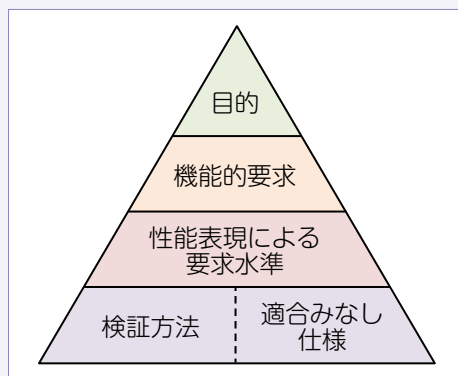 目的
機能的要求
性能表現による
要求水準
検証方法
適合みなし
仕様